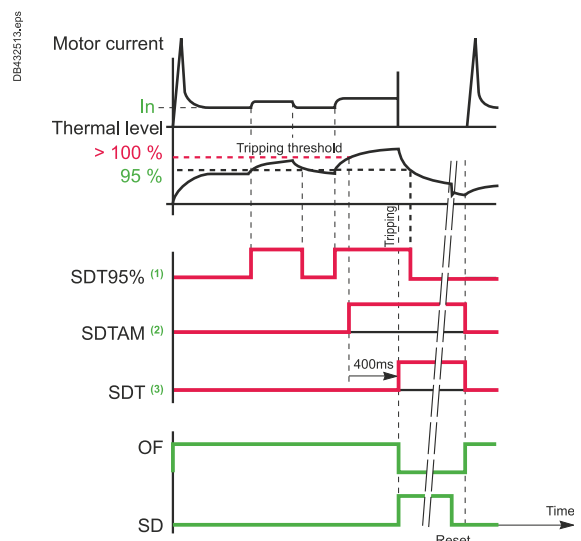 DB432513.eps
Motor current
In
Thermal level
> 100 %
Tripping threshold
95 %
Tripping
SDT95% (1)
SDTAM (2)
400ms
SDT (3)
OF
SD
Time
Reset